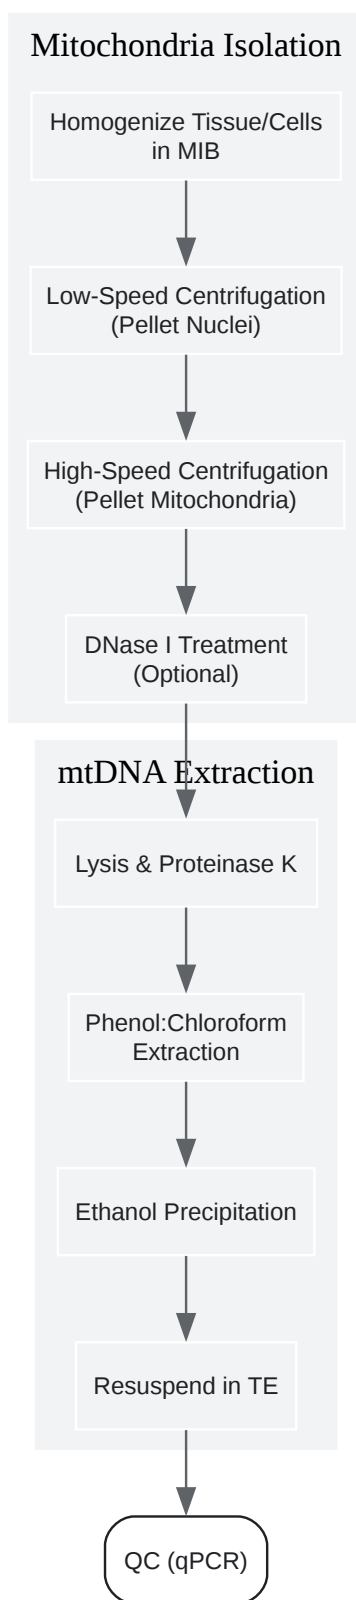 Mitochondria Isolation
Homogenize Tissue/Cells
in MIB
Low-Speed Centrifugation
(Pellet Nuclei)
High-Speed Centrifugation
(Pellet Mitochondria)
DNase I Treatment
(Optional)
mtDNA Extraction
Lysis & Proteinase K
Phenol:Chloroform
Extraction
Ethanol Precipitation
Resuspend in TE
QC (qPCR)